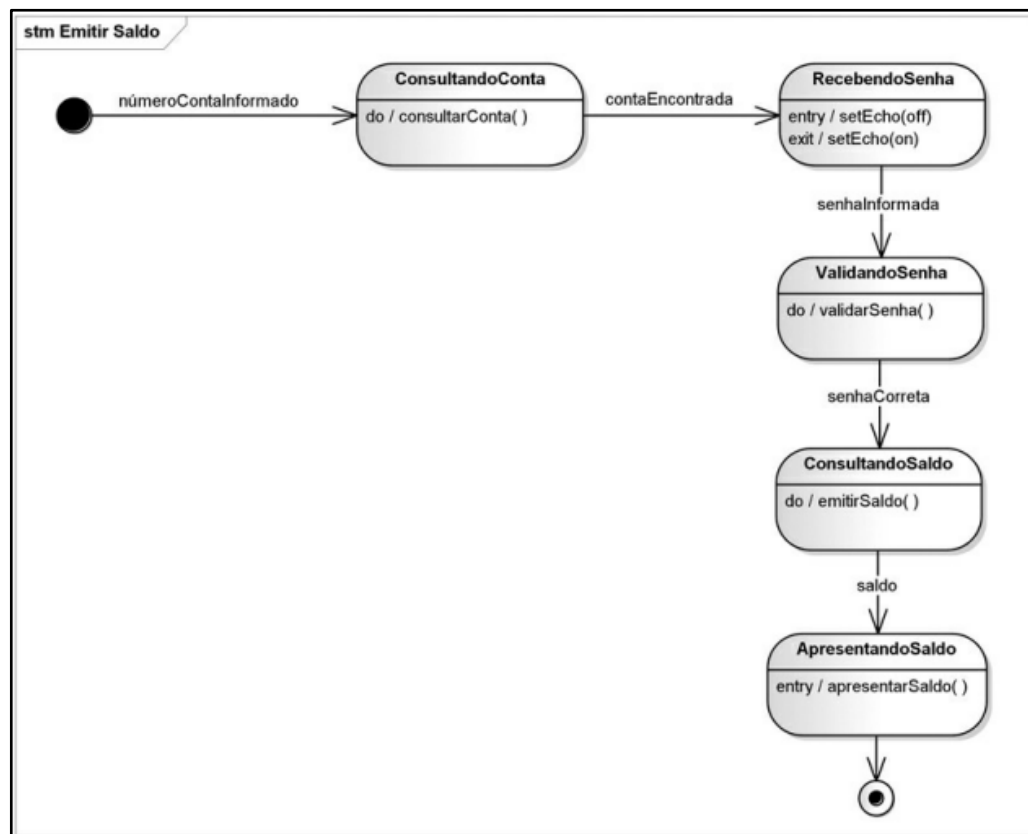 stm Emitir Saldo
númeroContaInformado
ConsultandoConta
do / consultarConta( )
contaEncontrada
RecebendoSenha
entry / setEcho(off)
exit / setEcho(on)
senhaInformada
ValidandoSenha
do / validarSenha( )
senhaCorreta
ConsultandoSaldo
do / emitirSaldo( )
saldo
ApresentandoSaldo
entry / apresentarSaldo( )